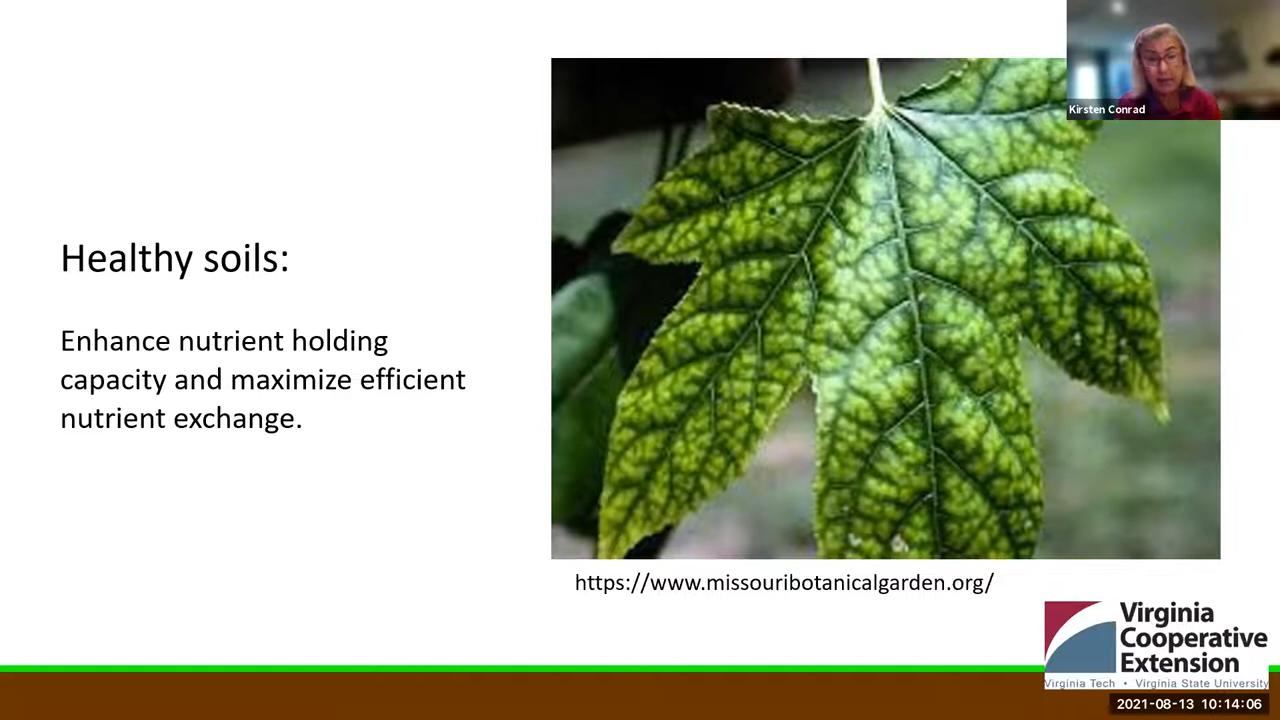 Kirsten Conrad
Healthy soils:
Enhance nutrient holding
capacity and maximize efficient
nutrient exchange.
https://www.missouribotanicalgarden.org/
Virginia
Cooperative
Extension
Virginia Tech • Virginia State University
2021-08-13 10:14:06